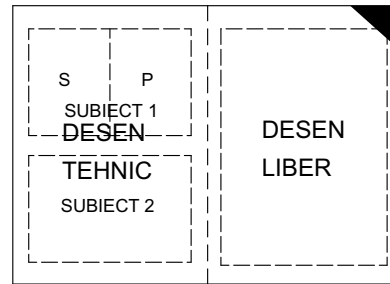 S P
SUBIECT 1
DESEN
TEHNIC
SUBIECT 2
DESEN
LIBER